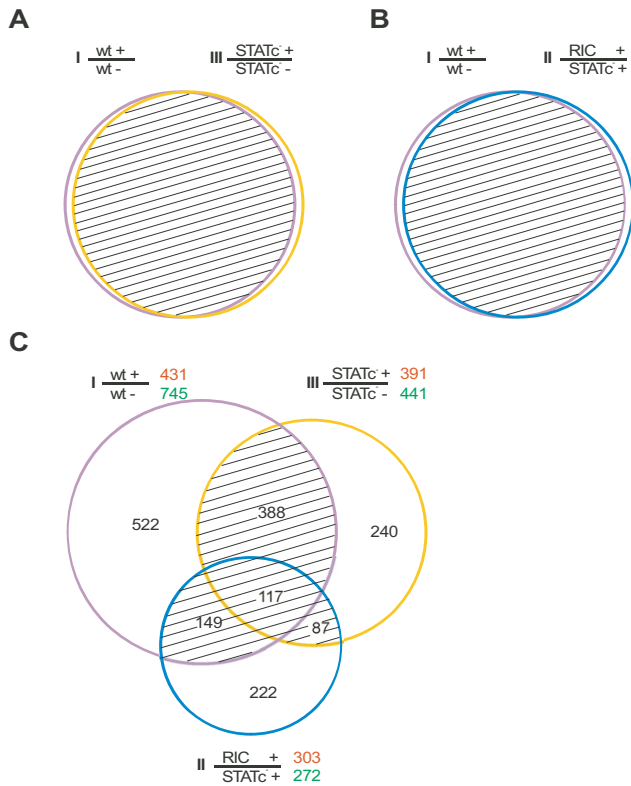 A
B
I wt + III STATc⁻ +
wt - STATc⁻ -
I wt + II RIC +
wt - STATc⁻ +
C
I wt + 431 III STATc⁻ + 391
wt - 745 STATc⁻ - 441
522
388
240
117
149
87
222
II RIC + 303
STATc⁻ + 272